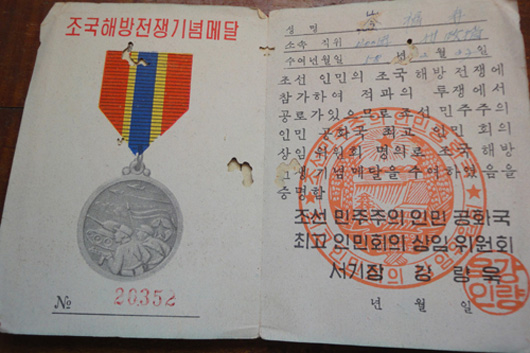 조국해방전쟁기념메달
№ 20352
성 명
소속 직위
수여년월일 년 월 일
조선 인민의 조국 해방 전쟁에
참가하여 적과의 투쟁에서
공로가 있으므로 조선 민주주의
인민 공화국 최고 인민 회의
상임 위원회 명의로 조국 해방
쟁기념메달을 수여하였음을
증명함
조선 민주주의 인민 공화국
최고 인민회의 상임 위원회
서기장 강량욱
년 월 일